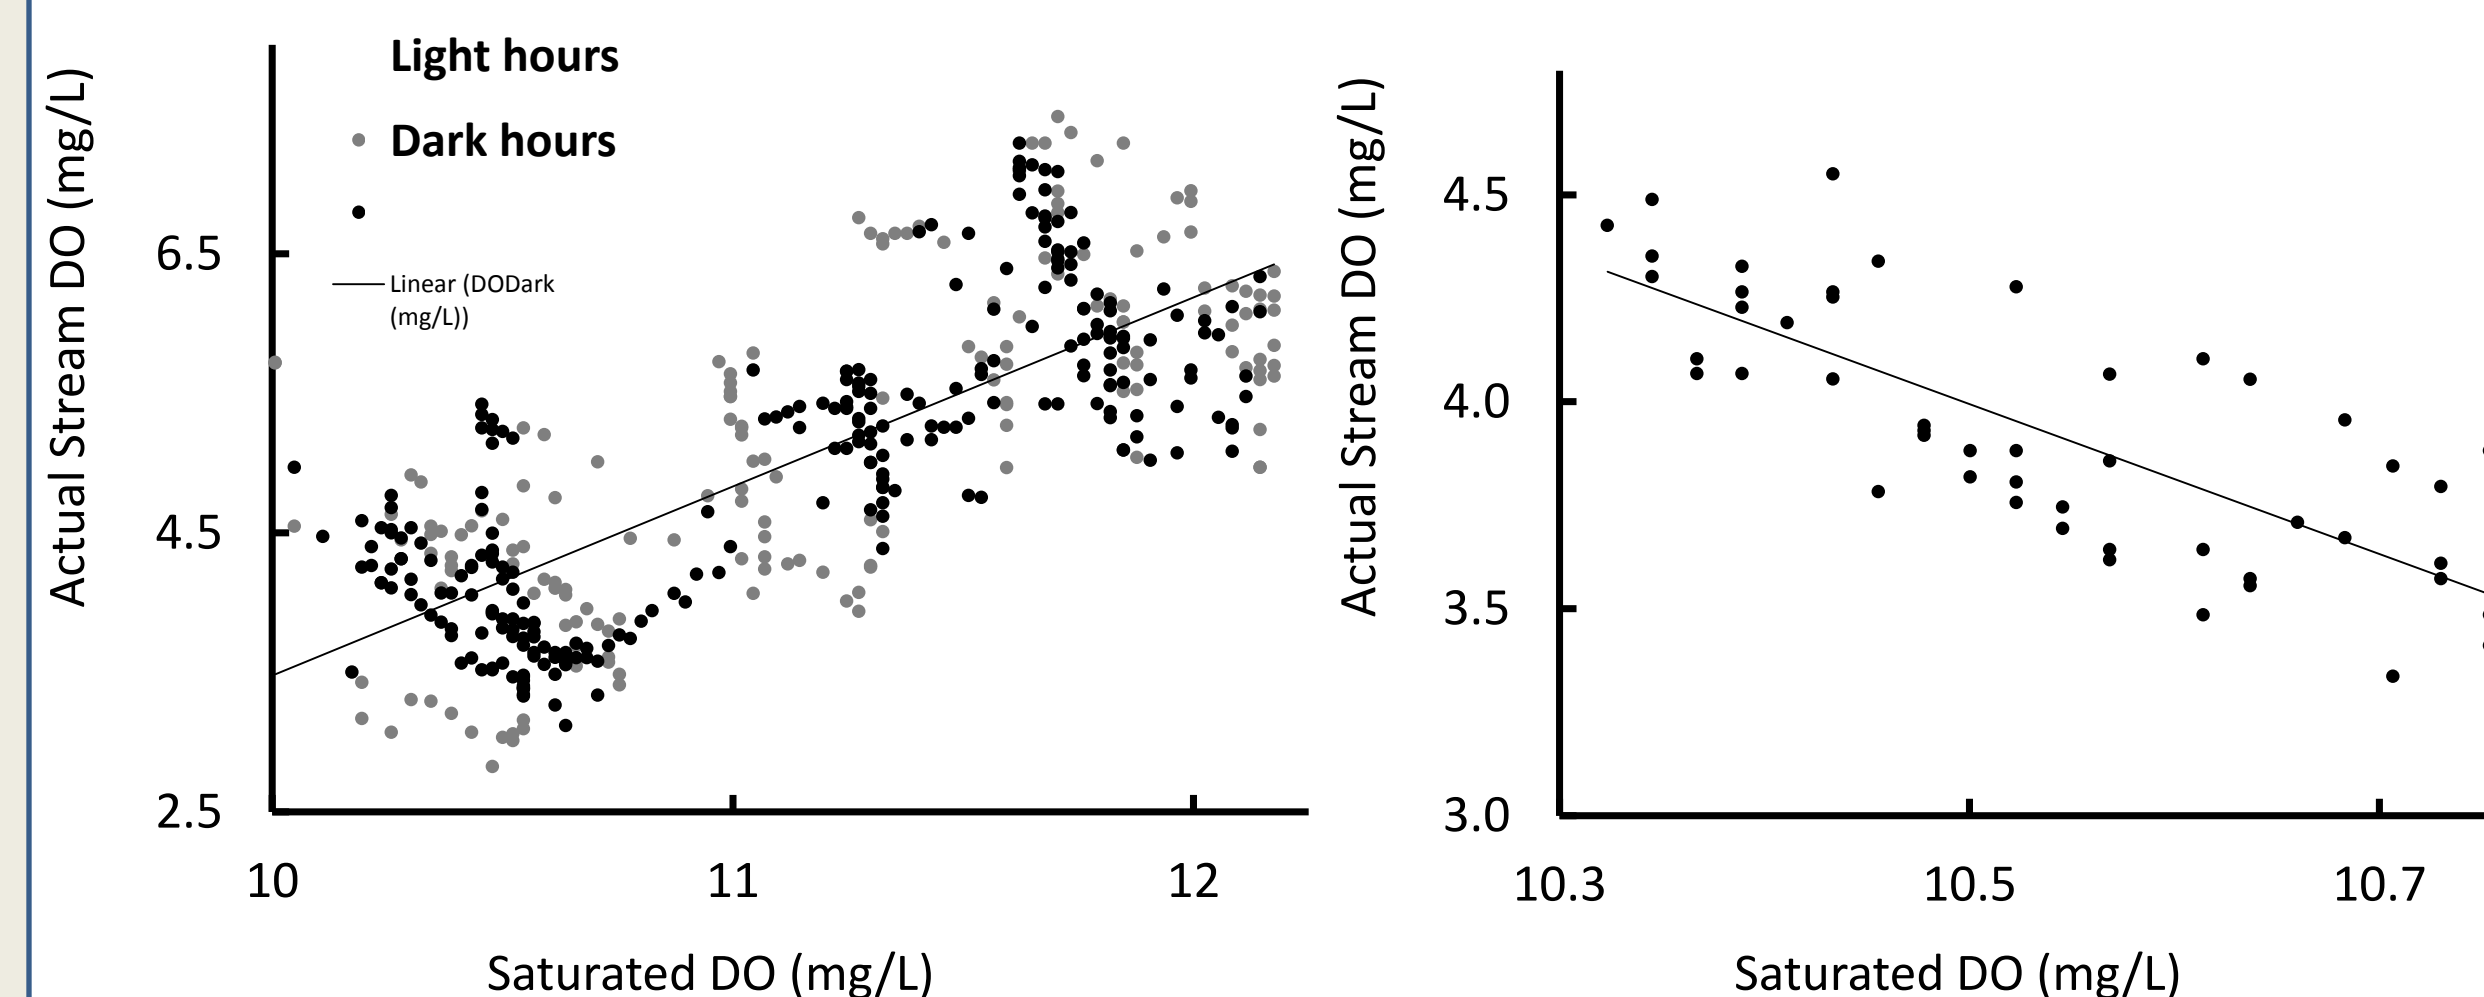 Light hours
Dark hours
Linear (DODark
(mg/L))
Actual Stream DO (mg/L)
6.5
4.5
2.5
10 11 12
Saturated DO (mg/L)
Actual Stream DO (mg/L)
4.5
4.0
3.5
3.0
10.3 10.5 10.7
Saturated DO (mg/L)